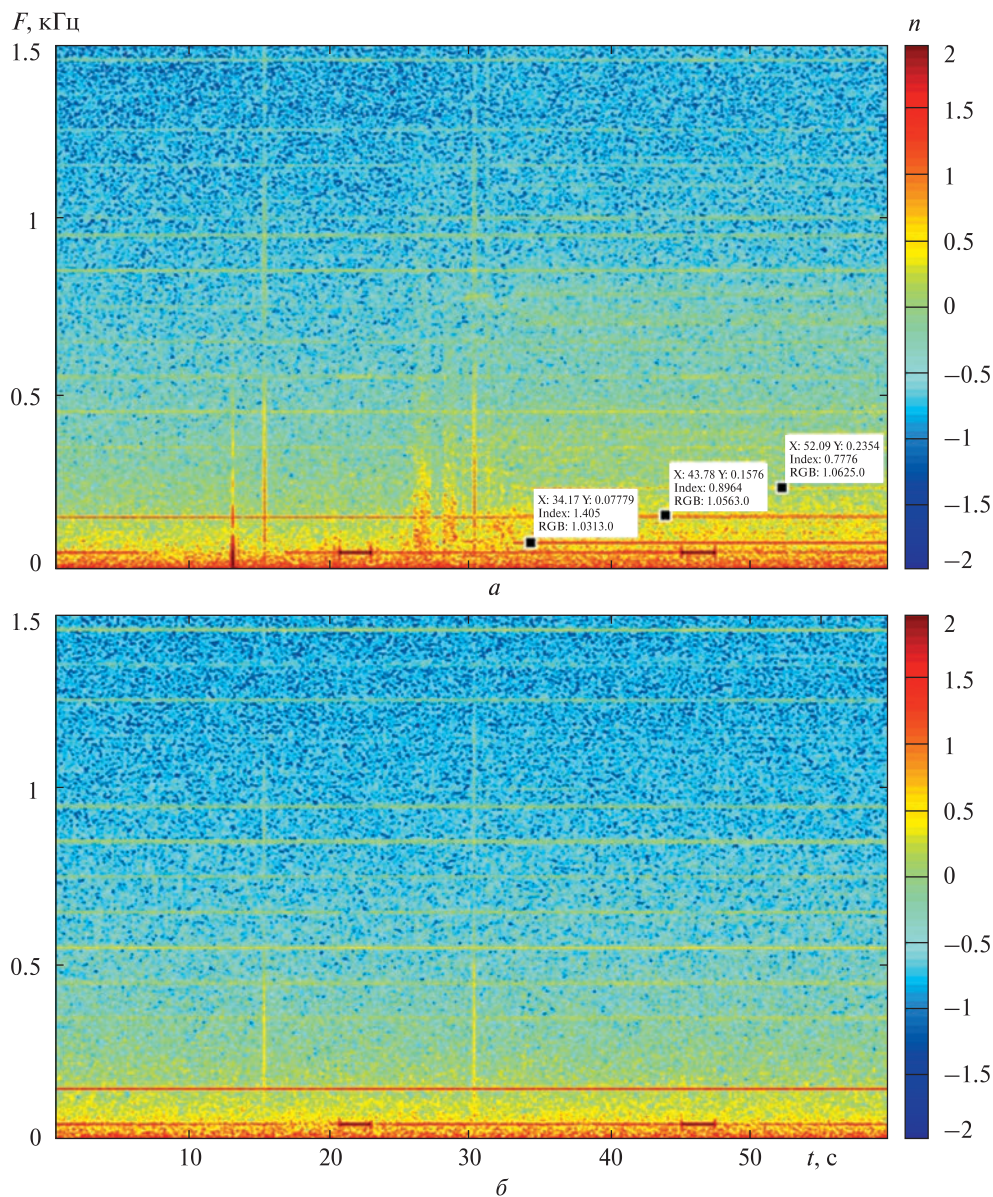 F, кГц
n
1.5
1
0.5
0
2
1.5
1
0.5
0
−0.5
−1
−1.5
−2
X: 52.09 Y: 0.2354
Index: 0.7776
RGB: 1.0625.0
X: 43.78 Y: 0.1576
Index: 0.8964
RGB: 1.0563.0
X: 34.17 Y: 0.07779
Index: 1.405
RGB: 1.0313.0
а
1.5
1
0.5
0
2
1.5
1
0.5
0
−0.5
−1
−1.5
−2
10 20 30 40 50 t, с
б